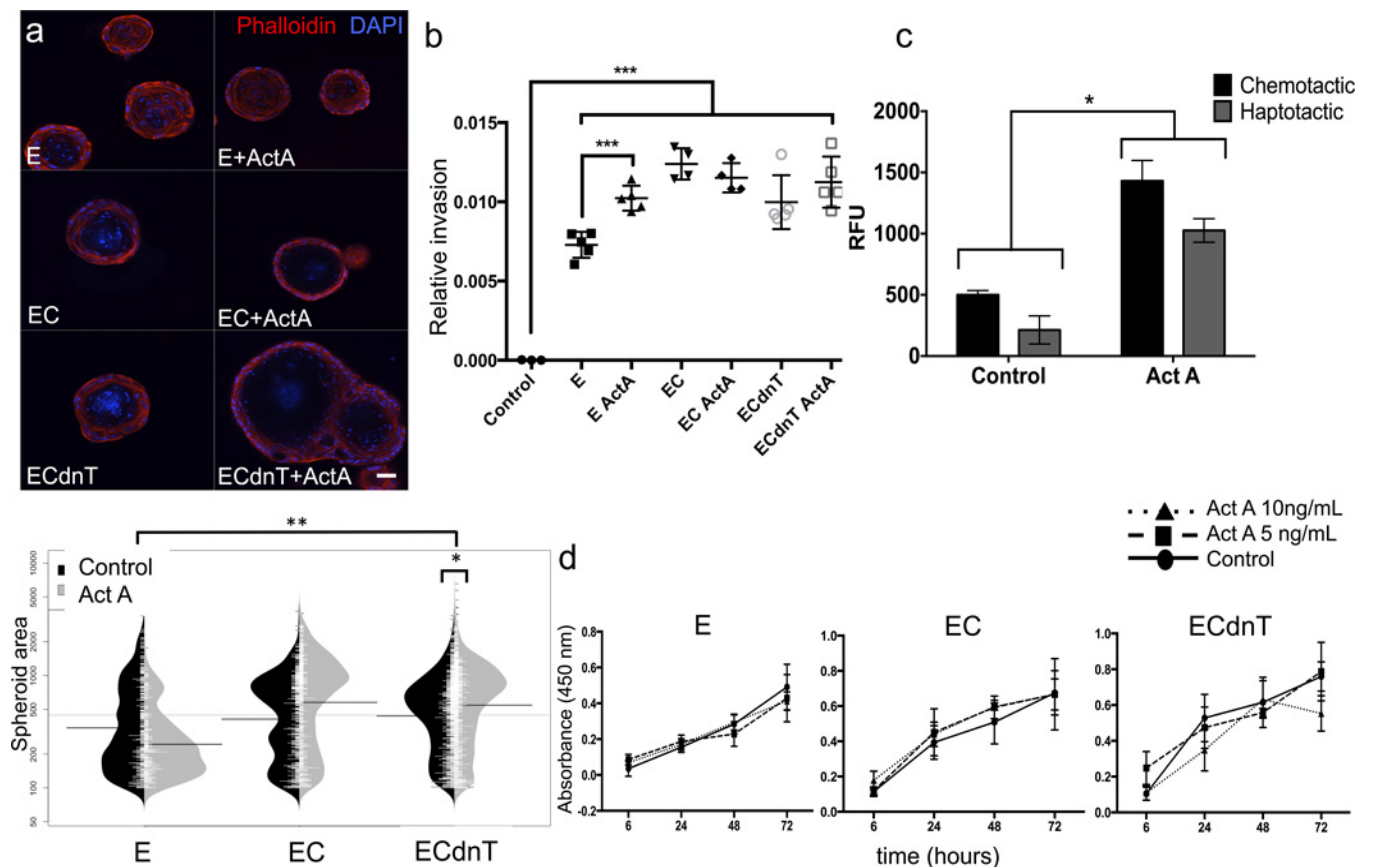 a
Phalloidin DAPI
E
E+ActA
EC
EC+ActA
ECdnT
ECdnT+ActA
b
***
***
Relative invasion
0.015
0.010
0.005
0.000
Control
E
E ActA
EC
EC ActA
ECdnT
ECdnT ActA
c
Chemotactic
Haptotactic
*
RFU
2000
1500
1000
500
0
Control
Act A
**
*
Control
Act A
Spheroid area
10000
5000
2000
1000
500
200
100
50
E
EC
ECdnT
d
Act A 10ng/mL
Act A 5 ng/mL
Control
E
EC
ECdnT
Absorbance (450 nm)
0.8
0.6
0.4
0.2
0.0
-0.2
6 24 48 72
1.0
0.8
0.6
0.4
0.2
0.0
6 24 48 72
1.0
0.8
0.6
0.4
0.2
0.0
6 24 48 72
time (hours)